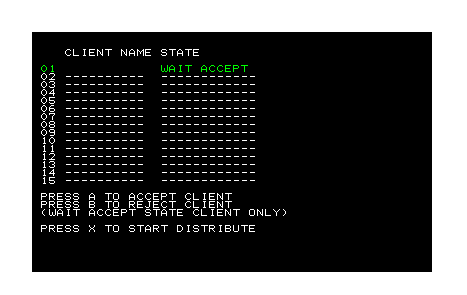 CLIENT NAME STATE
01 WAIT ACCEPT
02 ---------- ------------
03 ---------- ------------
04 ---------- ------------
05 ---------- ------------
06 ---------- ------------
07 ---------- ------------
08 ---------- ------------
09 ---------- ------------
10 ---------- ------------
11 ---------- ------------
12 ---------- ------------
13 ---------- ------------
14 ---------- ------------
15 ---------- ------------
PRESS A TO ACCEPT CLIENT
PRESS B TO REJECT CLIENT
(WAIT ACCEPT STATE CLIENT ONLY)
PRESS X TO START DISTRIBUTE